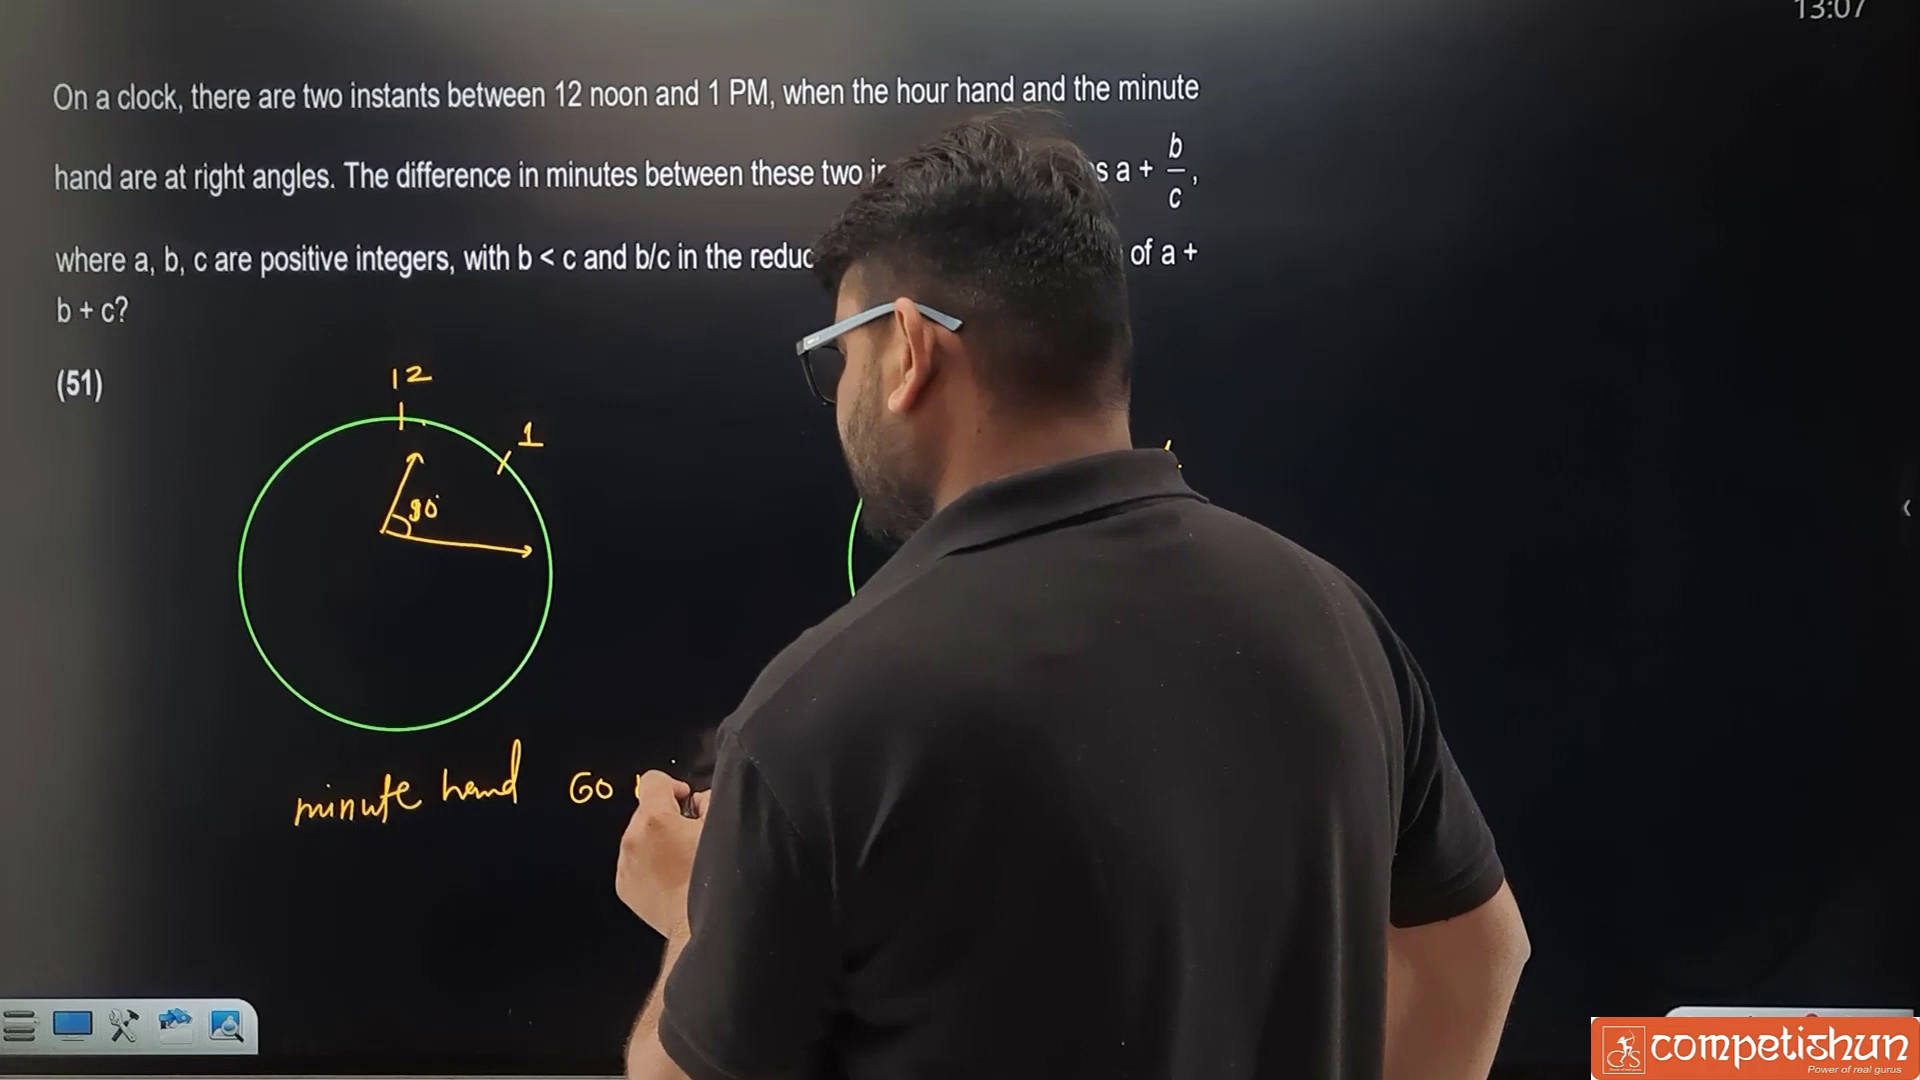 13:07
On a clock, there are two instants between 12 noon and 1 PM, when the hour hand and the minute
hand are at right angles. The difference in minutes between these two a + b/c,
where a, b, c are positive integers, with b < c and b/c in the of a +
b + c?
(51)
12
1
90°
minute hand 60
competishun
Power of real gurus